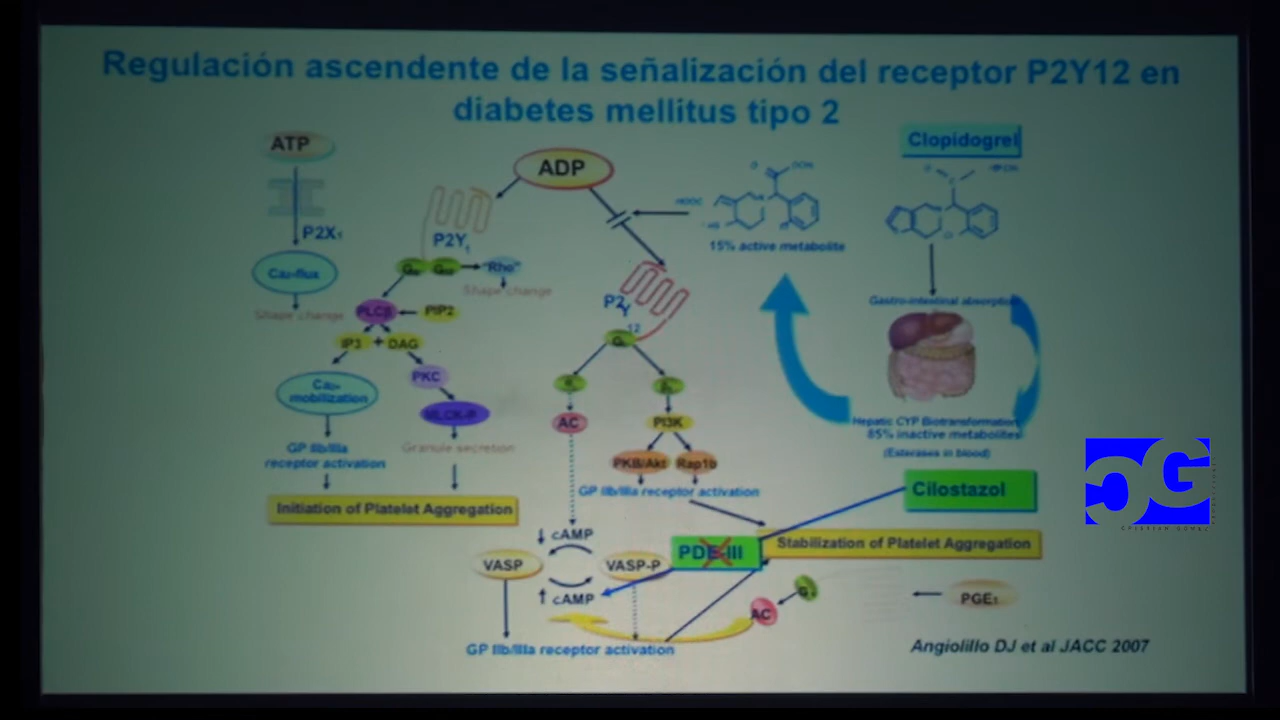 Regulación ascendente de la señalización del receptor P2Y12 en
diabetes mellitus tipo 2
ATP
P2X₁
Shape change
ADP
P2Y₁
Rho
Shape change
PLCβ
PIP2
IP3 + DAG
Ca²⁺
mobilization
PKC
GP IIb/IIIa
receptor activation
Granule secretion
Initiation of Platelet Aggregation
15% active metabolite
P2
Y
12
AC
PI3K
PKB/Akt
Rap1b
GP IIb/IIIa receptor activation
↓ cAMP
VASP
VASP-P
↑ cAMP
GP IIb/IIIa receptor activation
Clopidogrel
Gastro-intestinal absorption
Hepatic CYP Biotransformation
85% inactive metabolites
(Esterases in blood)
Cilostazol
PDE-III
Stabilization of Platelet Aggregation
AC
PGE₁
Angiolillo DJ et al JACC 2007
5G